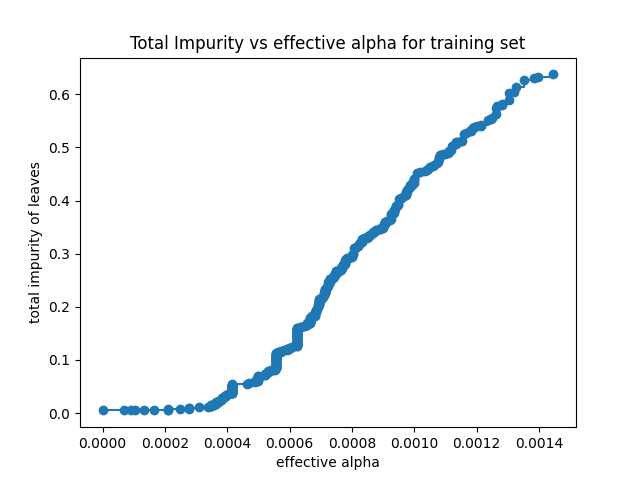 Total Impurity vs effective alpha for training set
total impurity of leaves
0.6
0.5
0.4
0.3
0.2
0.1
0.0
0.0000 0.0002 0.0004 0.0006 0.0008 0.0010 0.0012 0.0014
effective alpha